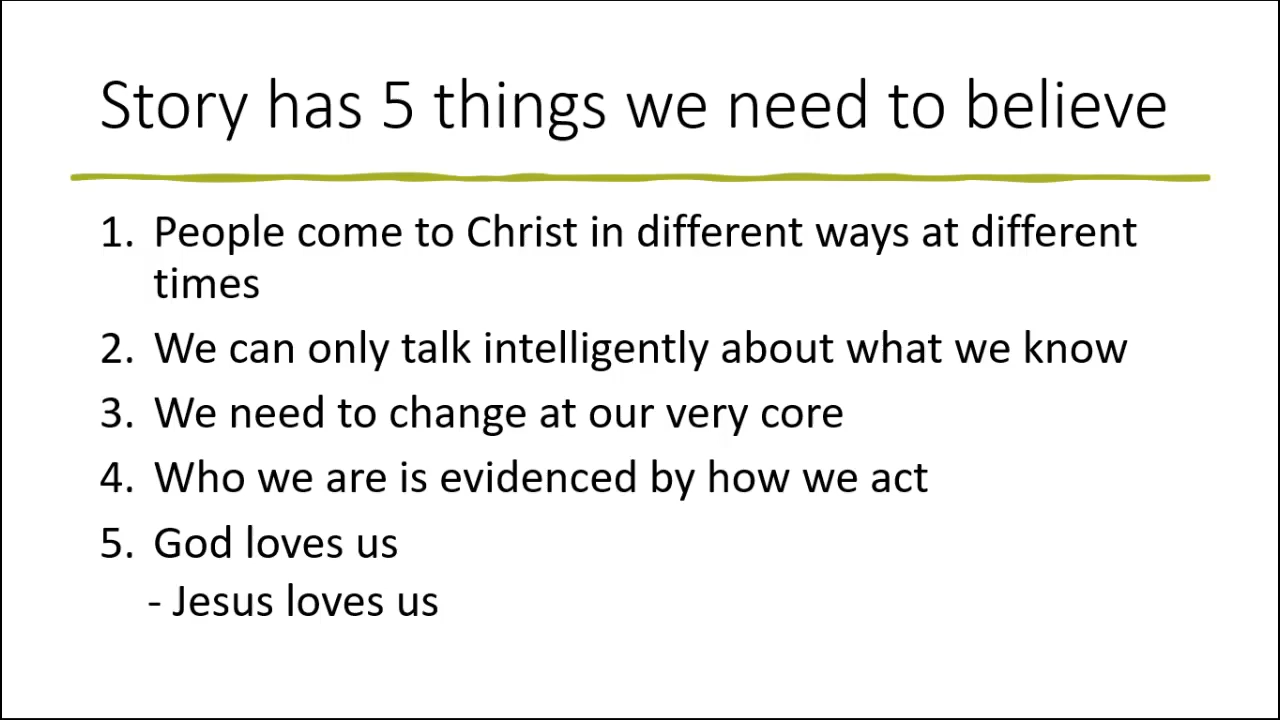 Story has 5 things we need to believe
1. People come to Christ in different ways at different
times
2. We can only talk intelligently about what we know
3. We need to change at our very core
4. Who we are is evidenced by how we act
5. God loves us
- Jesus loves us